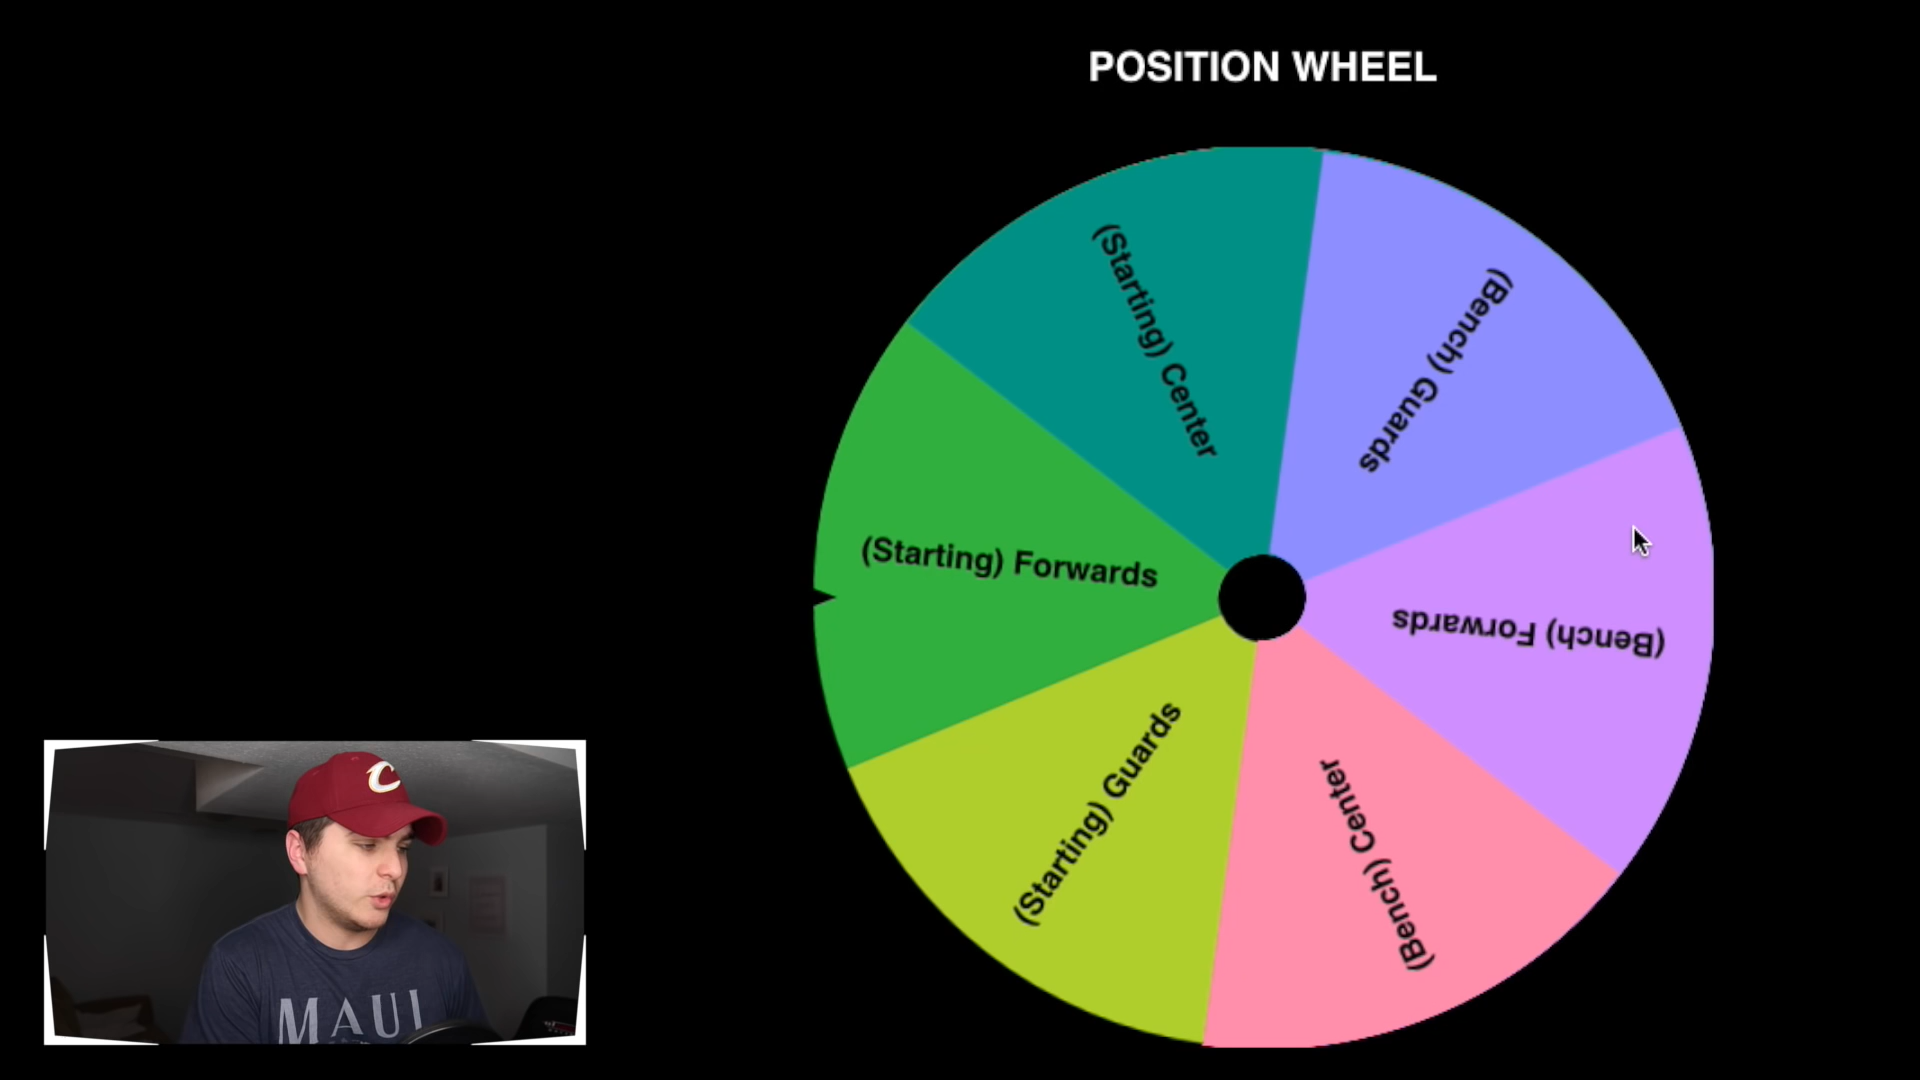 POSITION WHEEL
(Starting) Center
(Bench) Guards
(Starting) Forwards
(Bench) Forwards
(Starting) Guards
(Bench) Center
C
MAUI